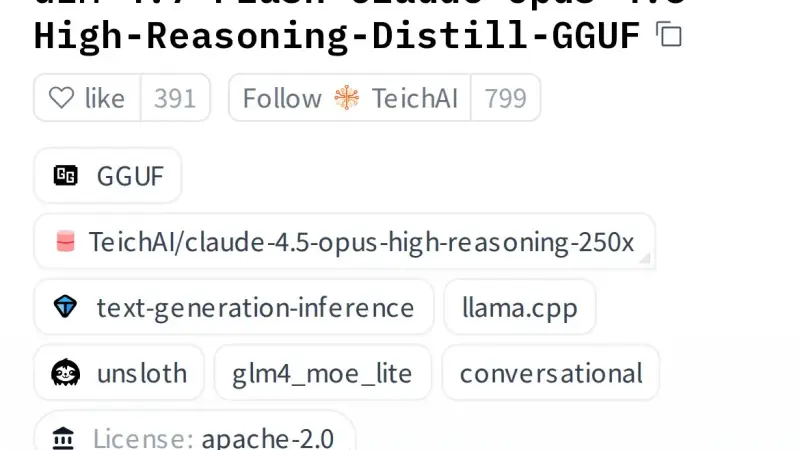 High-Reasoning-Distill-GGUF
like 391 Follow TeichAI 799
GGUF
TeichAI/claude-4.5-opus-high-reasoning-250x
text-generation-inference llama.cpp
unsloth glm4_moe_lite conversational
License: apache-2.0